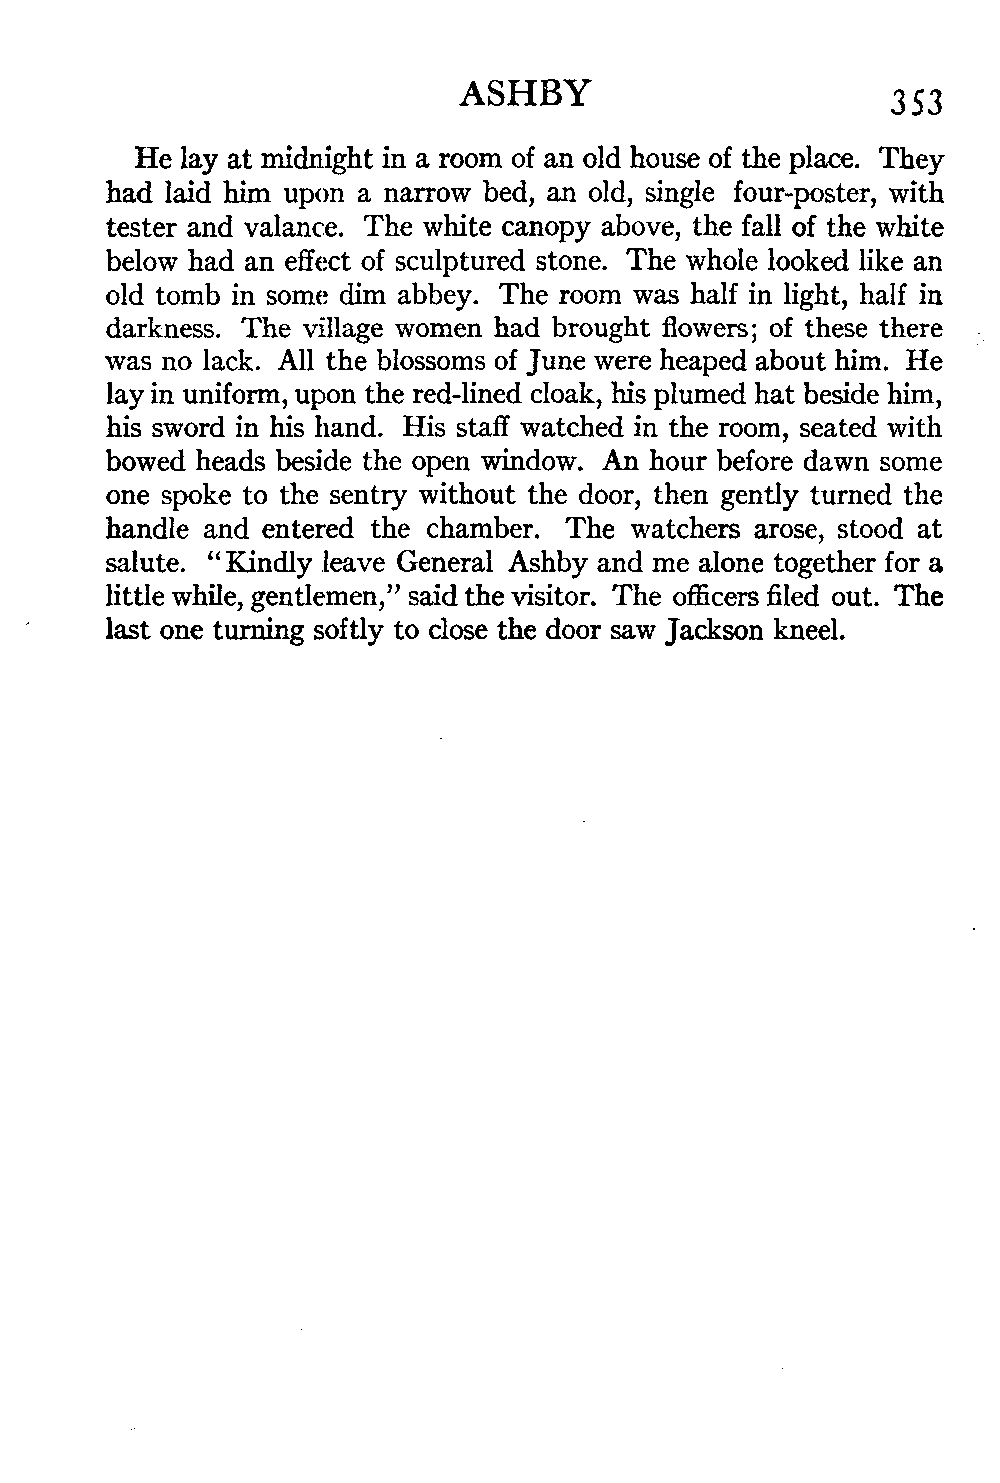 ASHBY 353
He lay at midnight in a room of an old house of the place. They
had laid him upon a narrow bed, an old, single four-poster, with
tester and valance. The white canopy above, the fall of the white
below had an effect of sculptured stone. The whole looked like an
old tomb in some dim abbey. The room was half in light, half in
darkness. The village women had brought flowers; of these there
was no lack. All the blossoms of June were heaped about him. He
lay in uniform, upon the red-lined cloak, his plumed hat beside him,
his sword in his hand. His staff watched in the room, seated with
bowed heads beside the open window. An hour before dawn some
one spoke to the sentry without the door, then gently turned the
handle and entered the chamber. The watchers arose, stood at
salute. "Kindly leave General Ashby and me alone together for a
little while, gentlemen," said the visitor. The officers filed out. The
last one turning softly to close the door saw Jackson kneel.